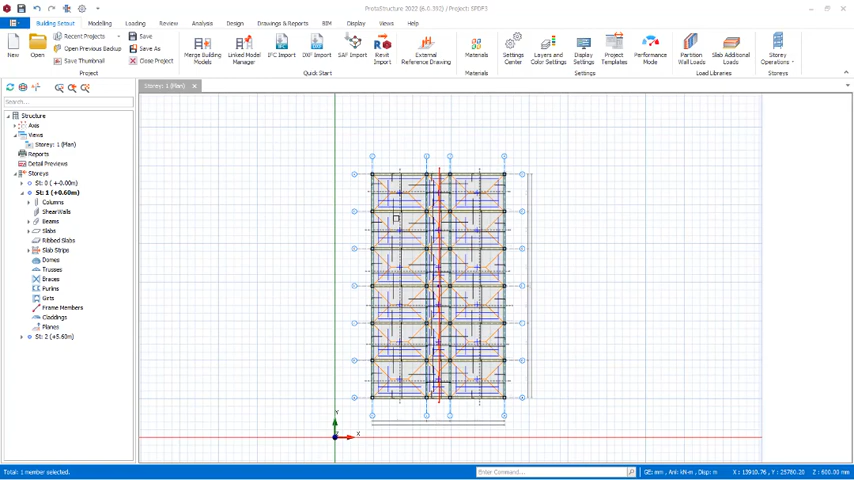 ProtaStructure 2022 (6.0.352) / Project: SPDF3
Building Setout Modeling Loading Review Analysis Design Drawings & Reports BIM Display Views Help
New
Open
Recent Projects
Open Previous Backup
Save Thumbnail
Save
Save As
Close Project
Project
Merge Building Models
Linked Model Manager
IFC Import
DXF Import
SAF Import
Revit Import
Quick Start
External Reference Drawing
Materials
Materials
Settings Center
Layers and Color Settings
Display Settings
Project Templates
Performance Mode
Settings
Partition Wall Loads
Slab Additional Loads
Load Libraries
Storey Operations
Storeys
Storey: 1 (Plan)
Search...
Structure
Axis
Views
Storey: 1 (Plan)
Reports
Detail Previews
Storeys
St: 0 ( +-0.00m)
St: 1 (+0.60m)
Columns
ShearWalls
Beams
Slabs
Ribbed Slabs
Slab Strips
Domes
Trusses
Braces
Purlins
Girts
Frame Members
Claddings
Planes
St: 2 (+5.60m)
Y
X
Total: 1 member selected.
Enter Command...
GE: mm , Ani: kN-m , Disp: m
X : 13910.76 , Y : 25780.20
Z : 600.00 mm